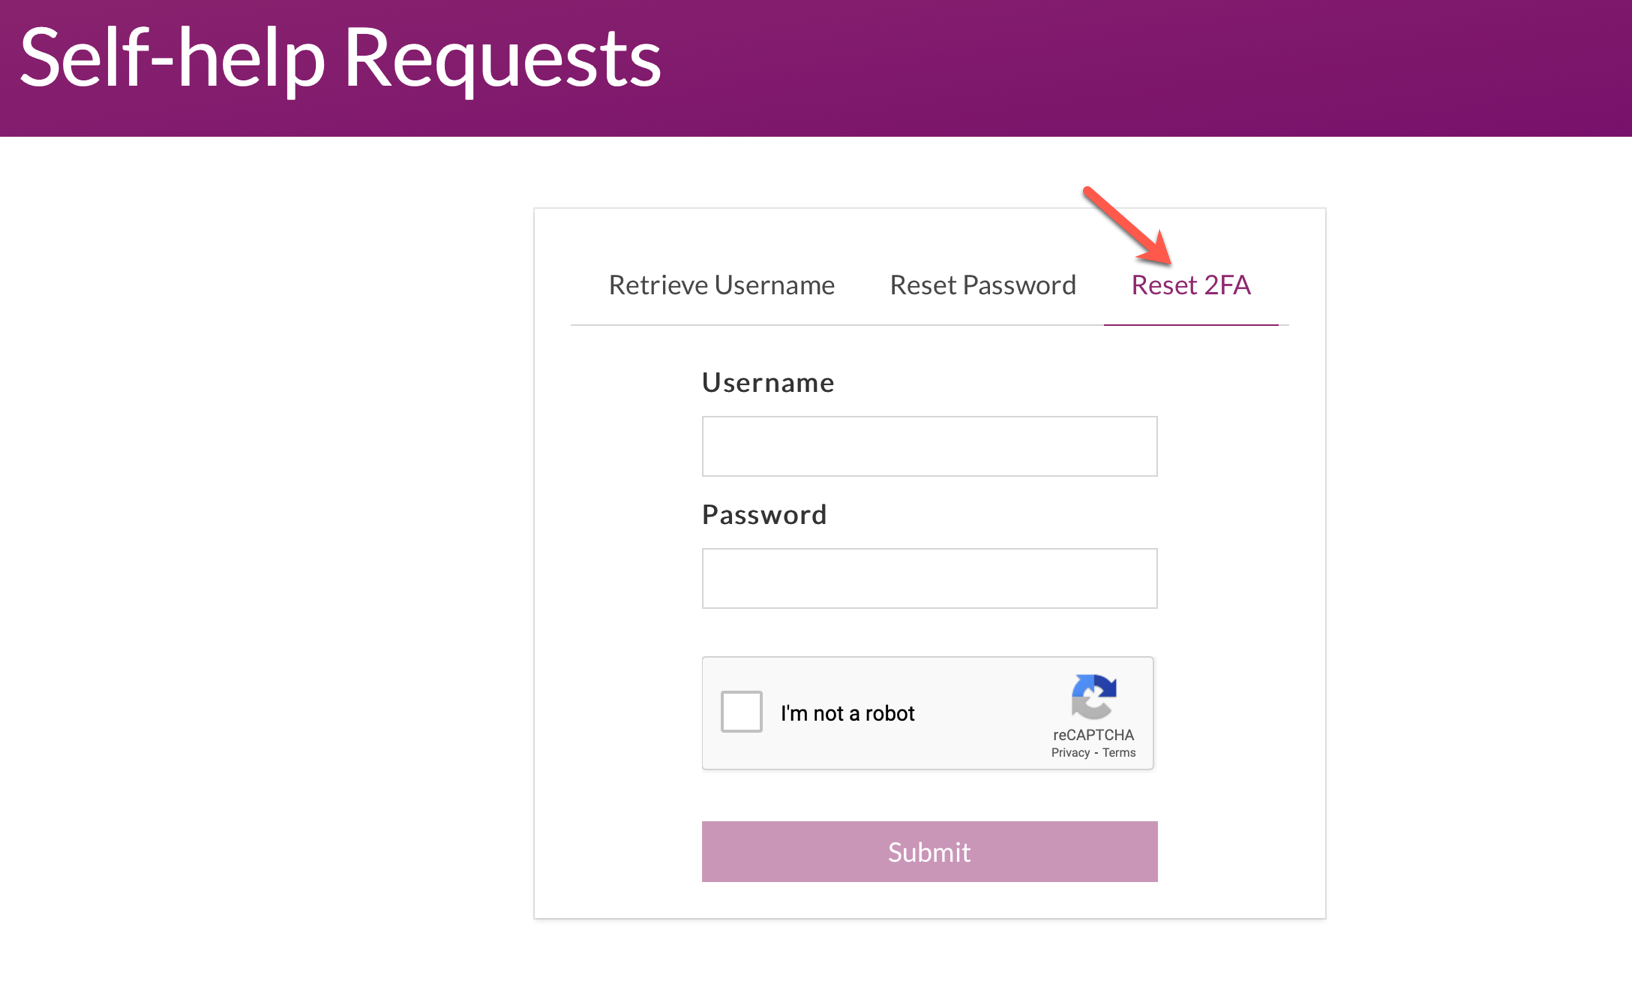 Self-help Requests
Retrieve Username
Reset Password
Reset 2FA
Username
Password
I'm not a robot
reCAPTCHA
Privacy - Terms
Submit